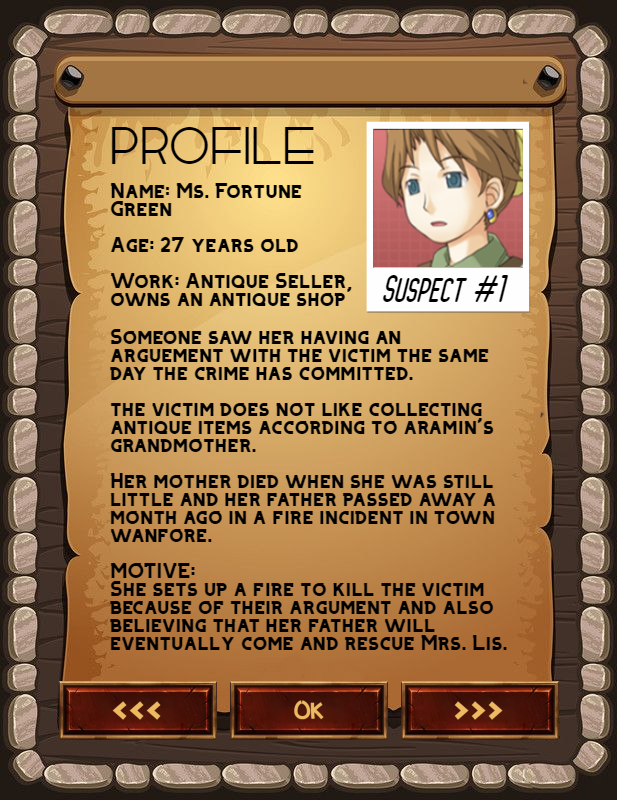 PROFILE
Name: Ms. Fortune
Green
Age: 27 years old
Work: Antique Seller,
owns an antique shop
Suspect #1
Someone saw her having an
arguement with the victim the same
day the crime has committed.
the victim does not like collecting
antique items according to Aramin's
grandmother.
Her mother died when she was still
little and her father passed away a
month ago in a fire incident in town
Wanfore.
MOTIVE:
She sets up a fire to kill the victim
because of their argument and also
believing that her father will
eventually come and rescue Mrs. Lis.
<<<
OK
>>>